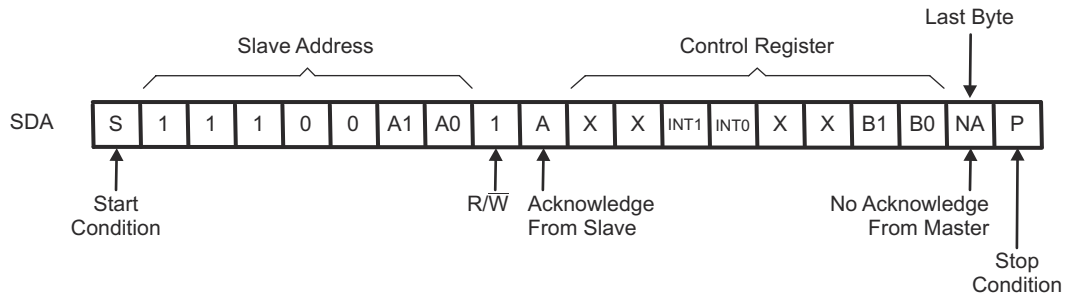 Last Byte
Slave Address
Control Register
SDA
S 1 1 1 0 0 A1 A0 1 A X X INT1 INT0 X X B1 B0 NA P
Start
Condition
R/W̅
Acknowledge
From Slave
No Acknowledge
From Master
Stop
Condition